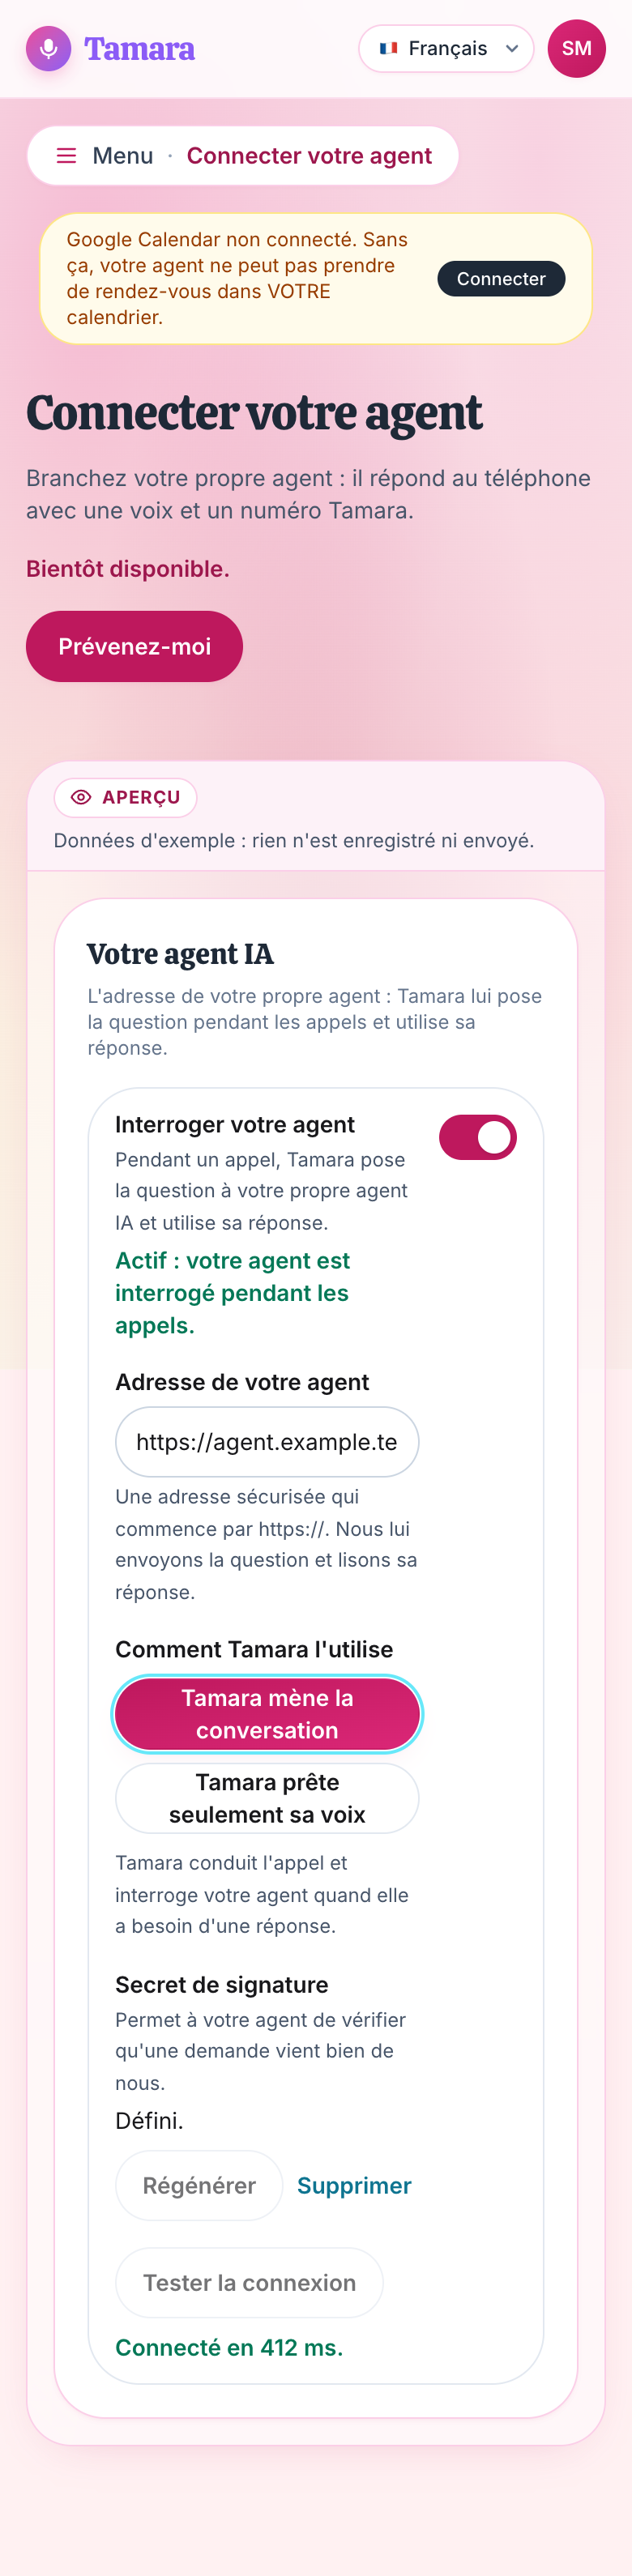 Tamara
Français
SM
Menu · Connecter votre agent
Google Calendar non connecté. Sans
ça, votre agent ne peut pas prendre
de rendez-vous dans VOTRE
calendrier.
Connecter
Connecter votre agent
Branchez votre propre agent : il répond au téléphone
avec une voix et un numéro Tamara.
Bientôt disponible.
Prévenez-moi
APERÇU
Données d'exemple : rien n'est enregistré ni envoyé.
Votre agent IA
L'adresse de votre propre agent : Tamara lui pose
la question pendant les appels et utilise sa
réponse.
Interroger votre agent
Pendant un appel, Tamara pose
la question à votre propre agent
IA et utilise sa réponse.
Actif : votre agent est
interrogé pendant les
appels.
Adresse de votre agent
https://agent.example.te
Une adresse sécurisée qui
commence par https://. Nous lui
envoyons la question et lisons sa
réponse.
Comment Tamara l'utilise
Tamara mène la
conversation
Tamara prête
seulement sa voix
Tamara conduit l'appel et
interroge votre agent quand elle
a besoin d'une réponse.
Secret de signature
Permet à votre agent de vérifier
qu'une demande vient bien de
nous.
Défini.
Régénérer
Supprimer
Tester la connexion
Connecté en 412 ms.